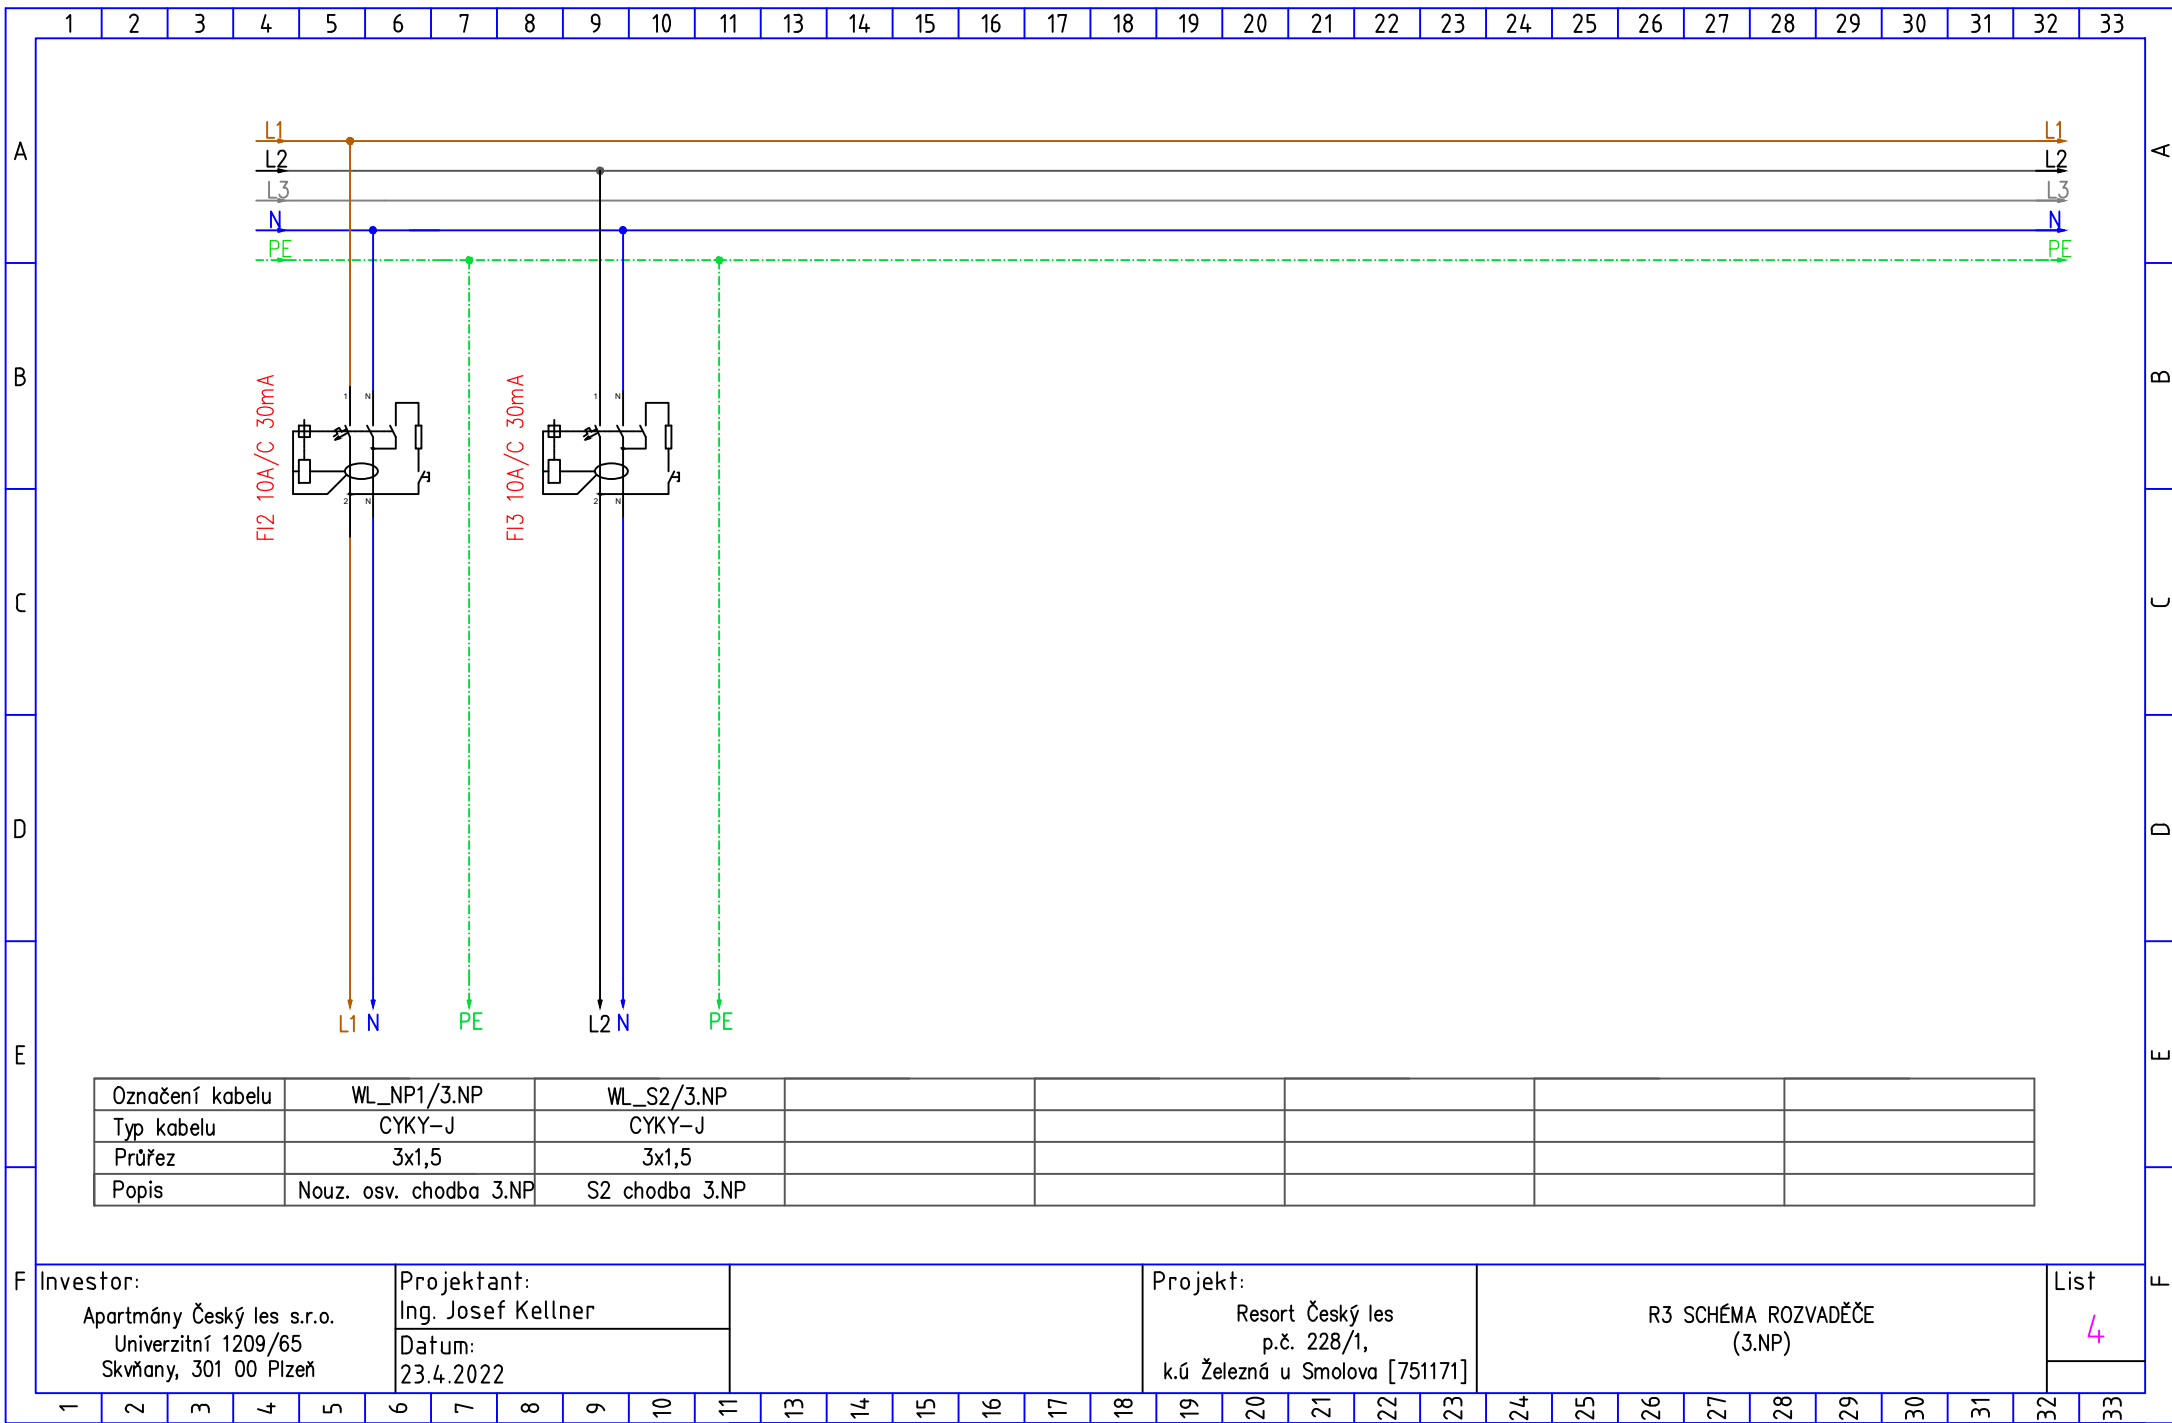 1 2 3 4 5 6 7 8 9 10 11 13 14 15 16 17 18 19 20 21 22 23 24 25 26 27 28 29 30 31 32 33
A A
L1 L1
L2 L2
L3 L3
N N
PE PE
B B
FI2 10A/C 30mA
1 N
2 N
FI3 10A/C 30mA
1 N
2 N
C C
D D
L1 N PE L2 N PE
E E
Označení kabelu WL_NP1/3.NP WL_S2/3.NP
Typ kabelu CYKY-J CYKY-J
Průřez 3x1,5 3x1,5
Popis Nouz. osv. chodba 3.NP S2 chodba 3.NP
F F
Investor:
Apartmány Český les s.r.o.
Univerzitní 1209/65
Skvňany, 301 00 Plzeň
Projektant:
Ing. Josef Kellner
Datum:
23.4.2022
Projekt:
Resort Český les
p.č. 228/1,
k.ú Železná u Smolova [751171]
R3 SCHÉMA ROZVADĚČE
(3.NP)
List
4
1 2 3 4 5 6 7 8 9 10 11 13 14 15 16 17 18 19 20 21 22 23 24 25 26 27 28 29 30 31 32 33